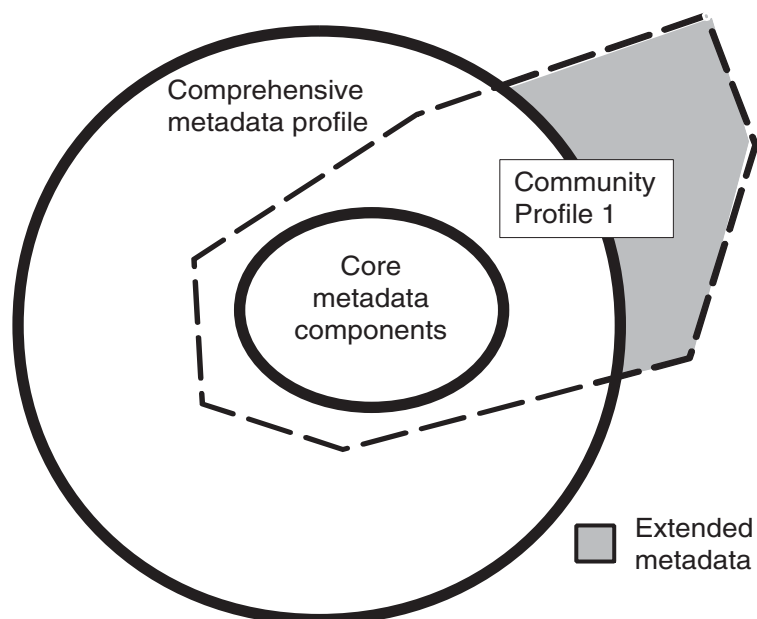 Comprehensive
metadata profile
Community
Profile 1
Core
metadata
components
Extended
metadata